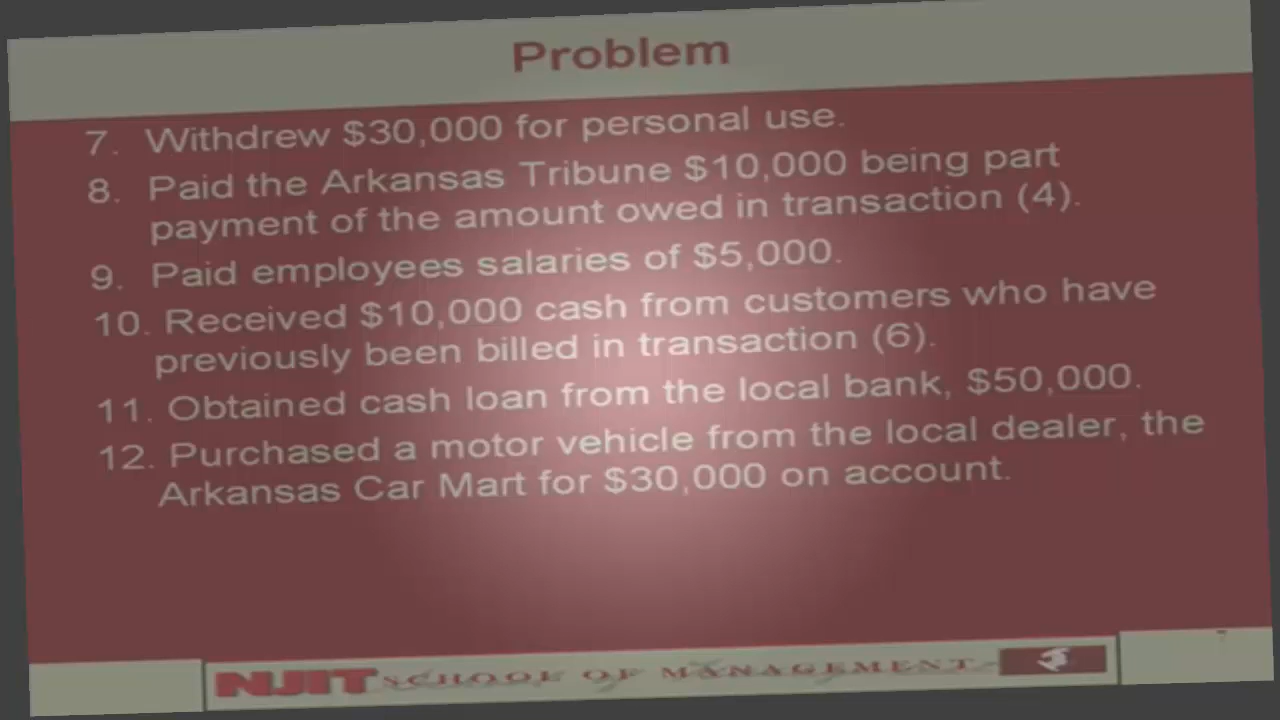 Problem
7. Withdrew $30,000 for personal use.
8. Paid the Arkansas Tribune $10,000 being part
payment of the amount owed in transaction (4).
9. Paid employees salaries of $5,000.
10. Received $10,000 cash from customers who have
previously been billed in transaction (6).
11. Obtained cash loan from the local bank, $50,000.
12. Purchased a motor vehicle from the local dealer, the
Arkansas Car Mart for $30,000 on account.
NJIT SCHOOL OF MANAGEMENT